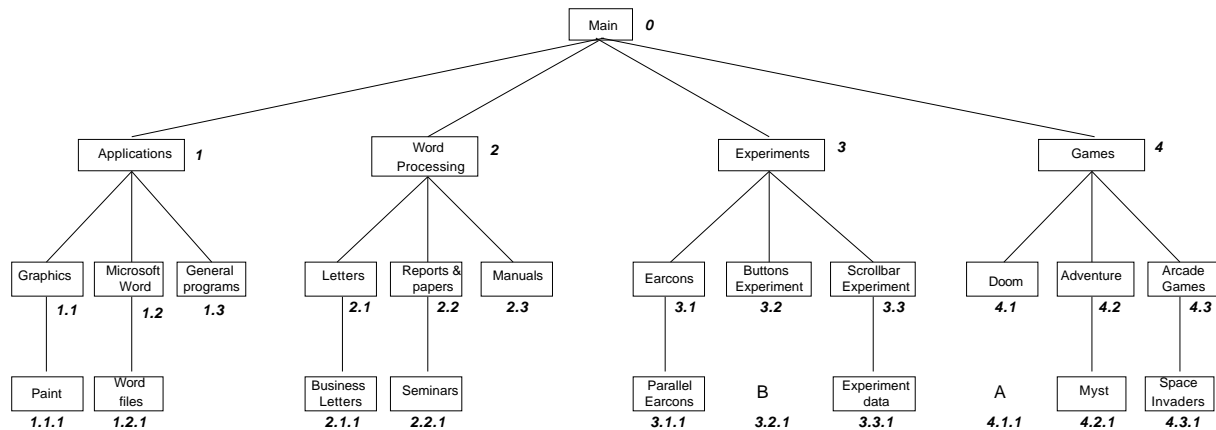 Main 0
Applications 1
Word
Processing
2
Experiments 3
Games 4
Graphics
1.1
Microsoft
Word
1.2
General
programs
1.3
Letters
2.1
Reports &
papers
2.2
Manuals
2.3
Earcons
3.1
Buttons
Experiment
3.2
Scrollbar
Experiment
3.3
Doom
4.1
Adventure
4.2
Arcade
Games
4.3
Paint
1.1.1
Word
files
1.2.1
Business
Letters
2.1.1
Seminars
2.2.1
Parallel
Earcons
3.1.1
B
3.2.1
Experiment
data
3.3.1
A
4.1.1
Myst
4.2.1
Space
Invaders
4.3.1